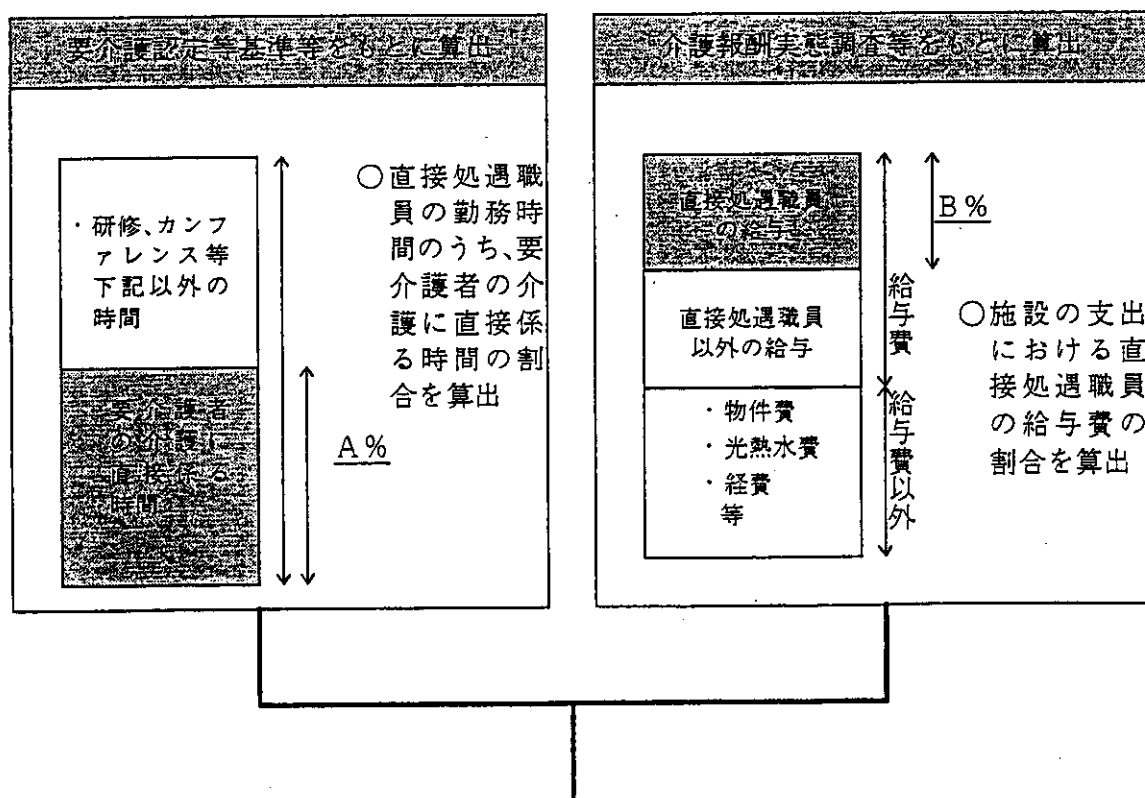 要介護認定等基準等をもとに算出
・研修、カンフ
ァレンス等
下記以外の
時間
要介護者
の介護に
直接係る
時間
○直接処遇職
員の勤務時
間のうち、要
介護者の介
護に直接係
る時間の割
合を算出
A%
介護報酬実態調査等をもとに算出
直接処遇職員
の給与
直接処遇職員
以外の給与
・物件費
・光熱水費
・経費
等
給与費
給与費以外
B%
○施設の支出
における直
接処遇職員
の給与費の
割合を算出